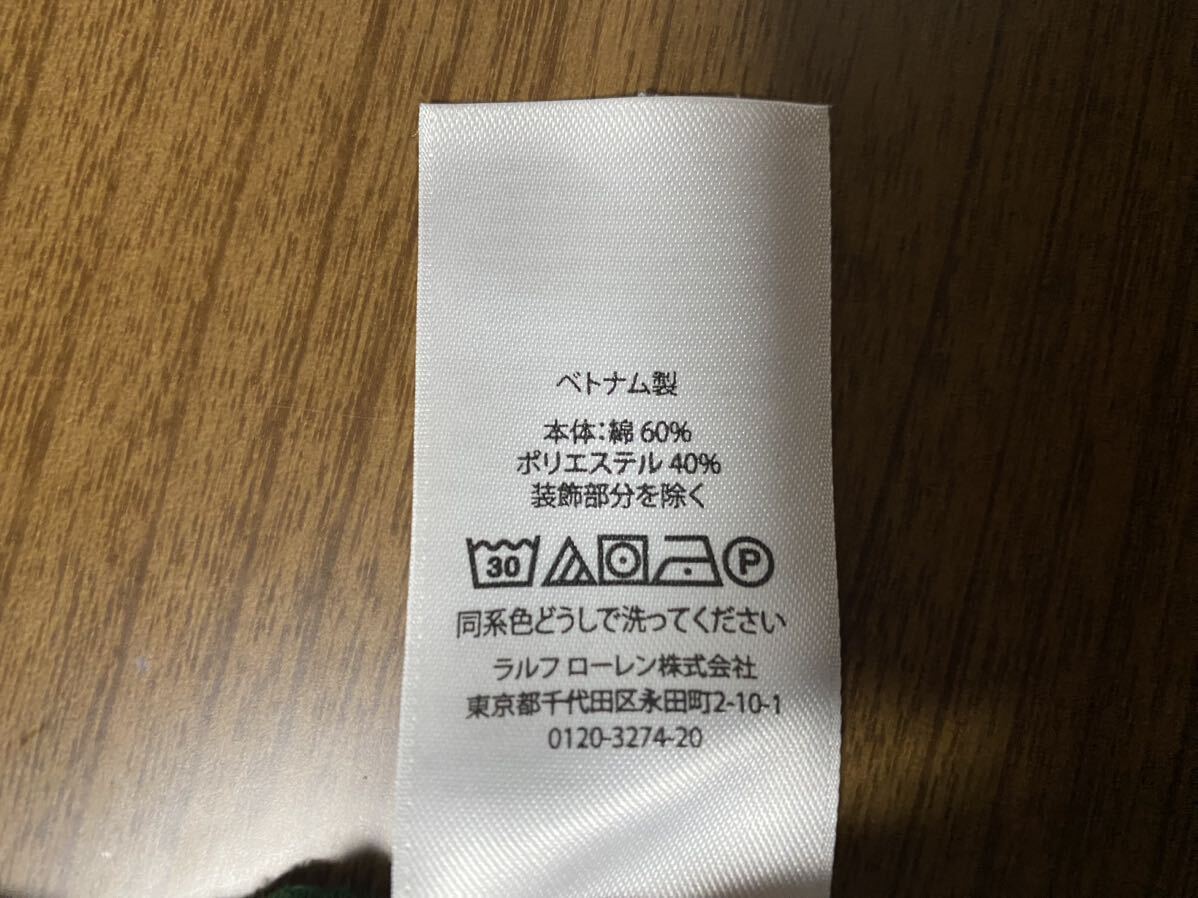 ベトナム製
本体：綿 60%
ポリエステル 40%
装飾部分を除く
30 P
同系色どうしで洗ってください
ラルフ ローレン株式会社
東京都千代田区永田町2-10-1
0120-3274-20